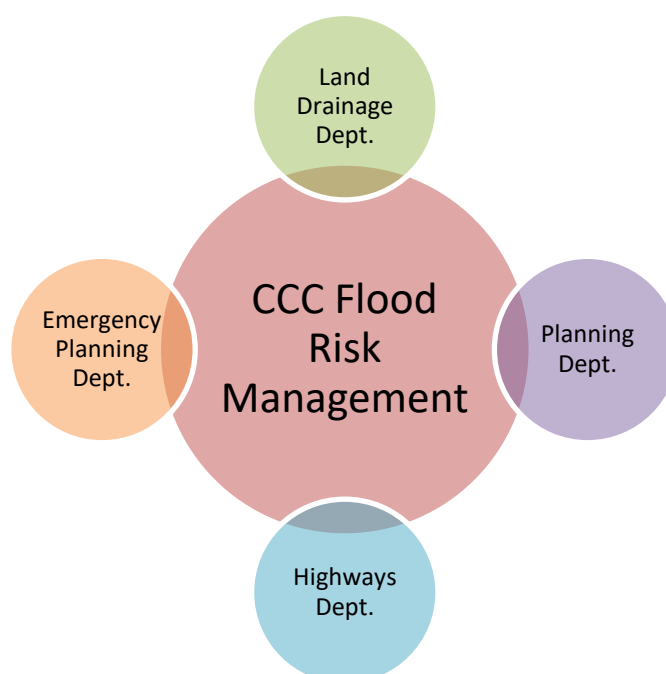 Land
Drainage
Dept.
CCC Flood
Risk
Management
Emergency
Planning
Dept.
Planning
Dept.
Highways
Dept.